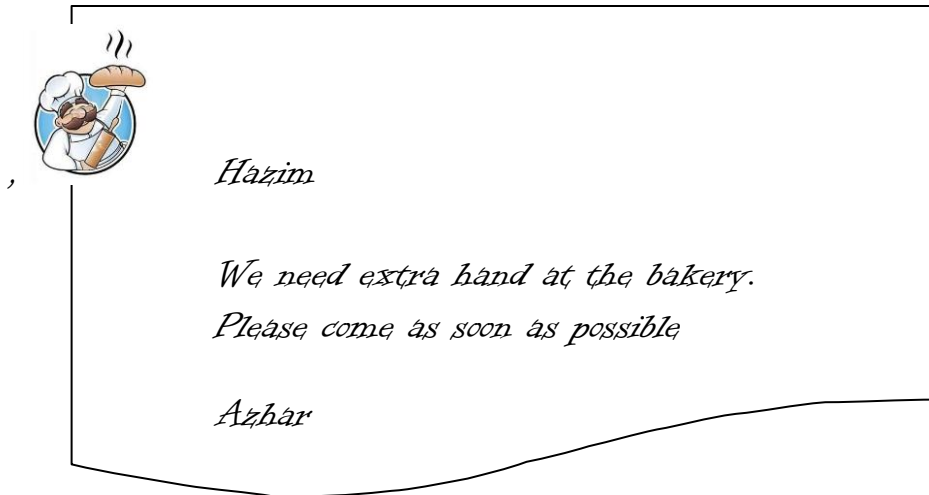 Hazim
,
We need extra hand at the bakery.
Please come as soon as possible
Azhar